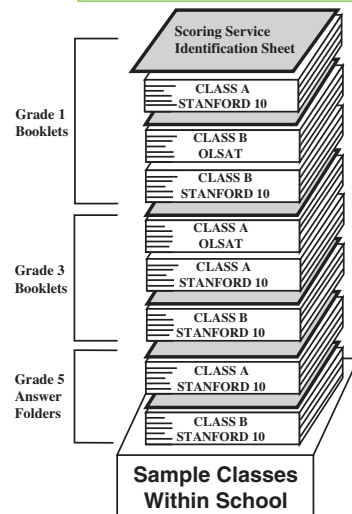 Scoring Service
Identification Sheet
Grade 1
Booklets
CLASS A
STANFORD 10
CLASS B
OLSAT
CLASS B
STANFORD 10
Grade 3
Booklets
CLASS A
OLSAT
CLASS A
STANFORD 10
CLASS B
STANFORD 10
Grade 5
Answer
Folders
CLASS A
STANFORD 10
CLASS B
STANFORD 10
Sample Classes
Within School